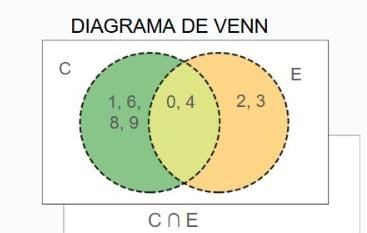 DIAGRAMA DE VENN
C
E
1, 6,
8, 9
0, 4
2, 3
C ∩ E